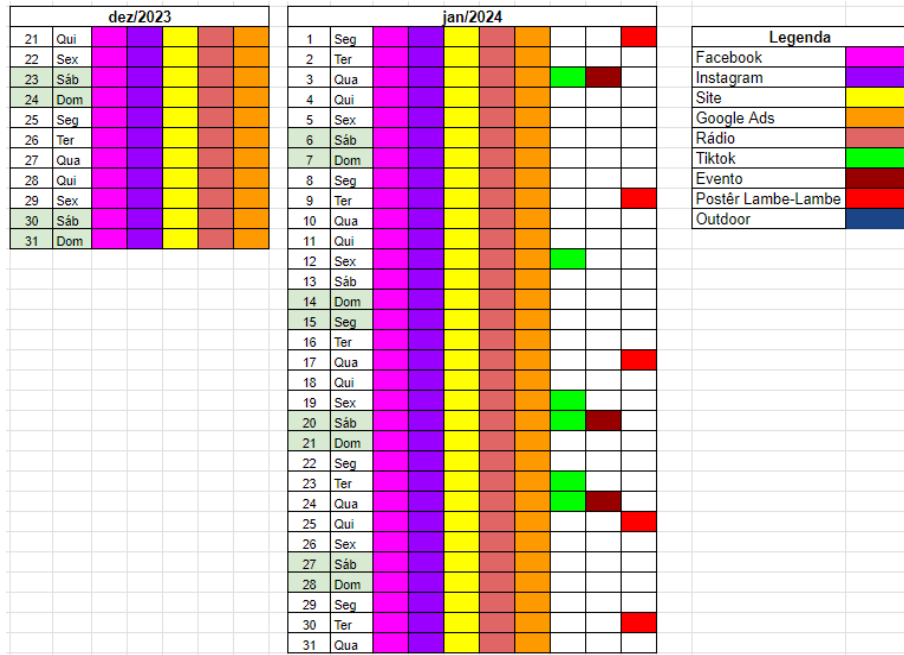 dez/2023
21 Qui
22 Sex
23 Sáb
24 Dom
25 Seg
26 Ter
27 Qua
28 Qui
29 Sex
30 Sáb
31 Dom
jan/2024
1 Seg
2 Ter
3 Qua
4 Qui
5 Sex
6 Sáb
7 Dom
8 Seg
9 Ter
10 Qua
11 Qui
12 Sex
13 Sáb
14 Dom
15 Seg
16 Ter
17 Qua
18 Qui
19 Sex
20 Sáb
21 Dom
22 Seg
23 Ter
24 Qua
25 Qui
26 Sex
27 Sáb
28 Dom
29 Seg
30 Ter
31 Qua
Legenda
Facebook
Instagram
Site
Google Ads
Rádio
Tiktok
Evento
Postêr Lambe-Lambe
Outdoor